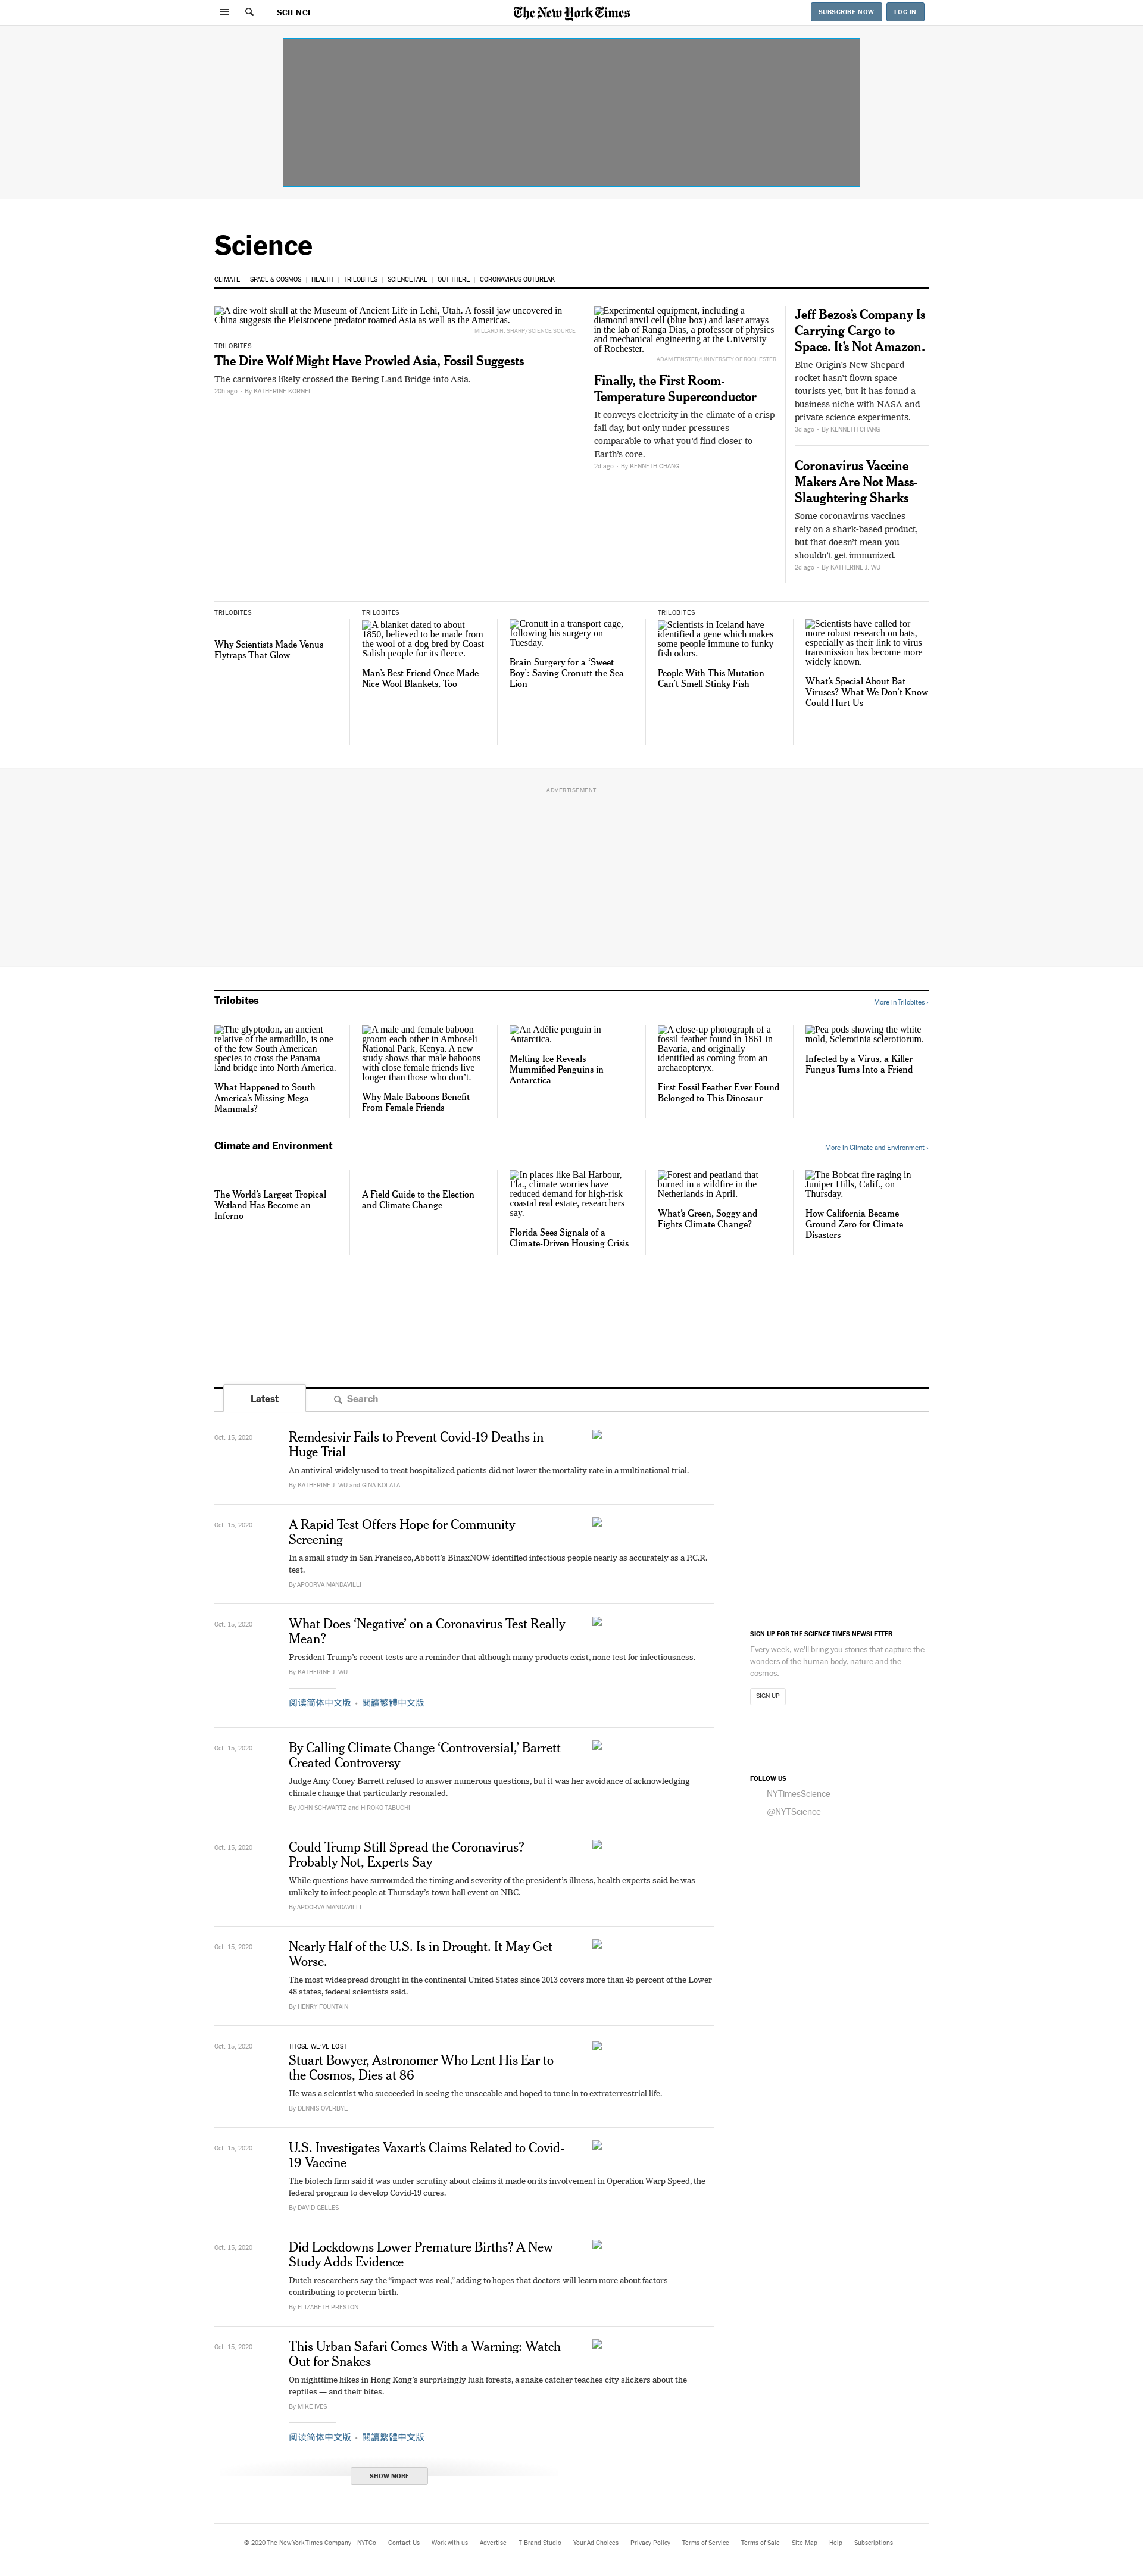 SCIENCE
The New York Times
SUBSCRIBE NOW
LOG IN
Science
CLIMATE
SPACE & COSMOS
HEALTH
TRILOBITES
SCIENCETAKE
OUT THERE
CORONAVIRUS OUTBREAK
A dire wolf skull at the Museum of Ancient Life in Lehi, Utah. A fossil jaw uncovered in
China suggests the Pleistocene predator roamed Asia as well as the Americas.
MILLARD H. SHARP/SCIENCE SOURCE
TRILOBITES
The Dire Wolf Might Have Prowled Asia, Fossil Suggests
The carnivores likely crossed the Bering Land Bridge into Asia.
20h ago - By KATHERINE KORNEI
Experimental equipment, including a
diamond anvil cell (blue box) and laser arrays
in the lab of Ranga Dias, a professor of physics
and mechanical engineering at the University
of Rochester.
ADAM FENSTER/UNIVERSITY OF ROCHESTER
Finally, the First Room-
Temperature Superconductor
It conveys electricity in the climate of a crisp
fall day, but only under pressures
comparable to what you'd find closer to
Earth's core.
2d ago - By KENNETH CHANG
Jeff Bezos's Company Is
Carrying Cargo to
Space. It's Not Amazon.
Blue Origin's New Shepard
rocket hasn't flown space
tourists yet, but it has found a
business niche with NASA and
private science experiments.
3d ago - By KENNETH CHANG
Coronavirus Vaccine
Makers Are Not Mass-
Slaughtering Sharks
Some coronavirus vaccines
rely on a shark-based product,
but that doesn't mean you
shouldn't get immunized.
2d ago - By KATHERINE J. WU
TRILOBITES
Why Scientists Made Venus
Flytraps That Glow
TRILOBITES
A blanket dated to about
1850, believed to be made from
the wool of a dog bred by Coast
Salish people for its fleece.
Man's Best Friend Once Made
Nice Wool Blankets, Too
Cronutt in a transport cage,
following his surgery on
Tuesday.
Brain Surgery for a 'Sweet
Boy': Saving Cronutt the Sea
Lion
TRILOBITES
Scientists in Iceland have
identified a gene which makes
some people immune to funky
fish odors.
People With This Mutation
Can't Smell Stinky Fish
Scientists have called for
more robust research on bats,
especially as their link to virus
transmission has become more
widely known.
What's Special About Bat
Viruses? What We Don't Know
Could Hurt Us
ADVERTISEMENT
Trilobites
More in Trilobites ›
The glyptodon, an ancient
relative of the armadillo, is one
of the few South American
species to cross the Panama
land bridge into North America.
What Happened to South
America's Missing Mega-
Mammals?
A male and female baboon
groom each other in Amboseli
National Park, Kenya. A new
study shows that male baboons
with close female friends live
longer than those who don't.
Why Male Baboons Benefit
From Female Friends
An Adélie penguin in
Antarctica.
Melting Ice Reveals
Mummified Penguins in
Antarctica
A close-up photograph of a
fossil feather found in 1861 in
Bavaria, and originally
identified as coming from an
archaeopteryx.
First Fossil Feather Ever Found
Belonged to This Dinosaur
Pea pods showing the white
mold, Sclerotinia sclerotiorum.
Infected by a Virus, a Killer
Fungus Turns Into a Friend
Climate and Environment
More in Climate and Environment ›
The World's Largest Tropical
Wetland Has Become an
Inferno
A Field Guide to the Election
and Climate Change
In places like Bal Harbour,
Fla., climate worries have
reduced demand for high-risk
coastal real estate, researchers
say.
Florida Sees Signals of a
Climate-Driven Housing Crisis
Forest and peatland that
burned in a wildfire in the
Netherlands in April.
What's Green, Soggy and
Fights Climate Change?
The Bobcat fire raging in
Juniper Hills, Calif., on
Thursday.
How California Became
Ground Zero for Climate
Disasters
Latest
Search
Oct. 15, 2020
Remdesivir Fails to Prevent Covid-19 Deaths in
Huge Trial
An antiviral widely used to treat hospitalized patients did not lower the mortality rate in a multinational trial.
By KATHERINE J. WU and GINA KOLATA
Oct. 15, 2020
A Rapid Test Offers Hope for Community
Screening
In a small study in San Francisco, Abbott's BinaxNOW identified infectious people nearly as accurately as a P.C.R.
test.
By APOORVA MANDAVILLI
Oct. 15, 2020
What Does 'Negative' on a Coronavirus Test Really
Mean?
President Trump's recent tests are a reminder that although many products exist, none test for infectiousness.
By KATHERINE J. WU
阅读简体中文版 - 閱讀繁體中文版
Oct. 15, 2020
By Calling Climate Change 'Controversial,' Barrett
Created Controversy
Judge Amy Coney Barrett refused to answer numerous questions, but it was her avoidance of acknowledging
climate change that particularly resonated.
By JOHN SCHWARTZ and HIROKO TABUCHI
Oct. 15, 2020
Could Trump Still Spread the Coronavirus?
Probably Not, Experts Say
While questions have surrounded the timing and severity of the president's illness, health experts said he was
unlikely to infect people at Thursday's town hall event on NBC.
By APOORVA MANDAVILLI
Oct. 15, 2020
Nearly Half of the U.S. Is in Drought. It May Get
Worse.
The most widespread drought in the continental United States since 2013 covers more than 45 percent of the Lower
48 states, federal scientists said.
By HENRY FOUNTAIN
Oct. 15, 2020
THOSE WE'VE LOST
Stuart Bowyer, Astronomer Who Lent His Ear to
the Cosmos, Dies at 86
He was a scientist who succeeded in seeing the unseeable and hoped to tune in to extraterrestrial life.
By DENNIS OVERBYE
Oct. 15, 2020
U.S. Investigates Vaxart's Claims Related to Covid-
19 Vaccine
The biotech firm said it was under scrutiny about claims it made on its involvement in Operation Warp Speed, the
federal program to develop Covid-19 cures.
By DAVID GELLES
Oct. 15, 2020
Did Lockdowns Lower Premature Births? A New
Study Adds Evidence
Dutch researchers say the "impact was real," adding to hopes that doctors will learn more about factors
contributing to preterm birth.
By ELIZABETH PRESTON
Oct. 15, 2020
This Urban Safari Comes With a Warning: Watch
Out for Snakes
On nighttime hikes in Hong Kong's surprisingly lush forests, a snake catcher teaches city slickers about the
reptiles — and their bites.
By MIKE IVES
阅读简体中文版 - 閱讀繁體中文版
SHOW MORE
SIGN UP FOR THE SCIENCE TIMES NEWSLETTER
Every week, we'll bring you stories that capture the
wonders of the human body, nature and the
cosmos.
SIGN UP
FOLLOW US
NYTimesScience
@NYTScience
© 2020 The New York Times Company
NYTCo
Contact Us
Work with us
Advertise
T Brand Studio
Your Ad Choices
Privacy Policy
Terms of Service
Terms of Sale
Site Map
Help
Subscriptions